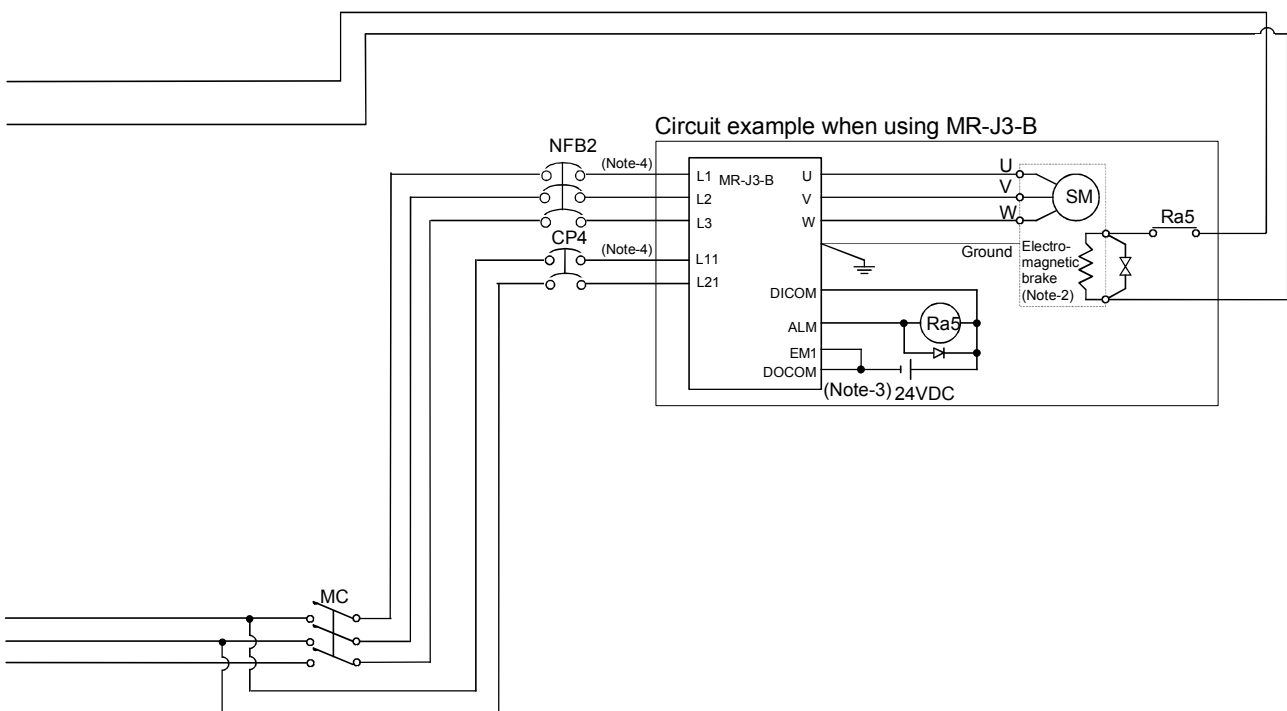 Circuit example when using MR-J3-B
NFB2
(Note-4)
L1 MR-J3-B U
L2 V
L3 W
U
V
W
SM
Ra5
CP4
(Note-4)
L11
L21
Ground
Electro-
magnetic
brake
(Note-2)
DICOM
ALM
Ra5
EM1
DOCOM
(Note-3) 24VDC
MC